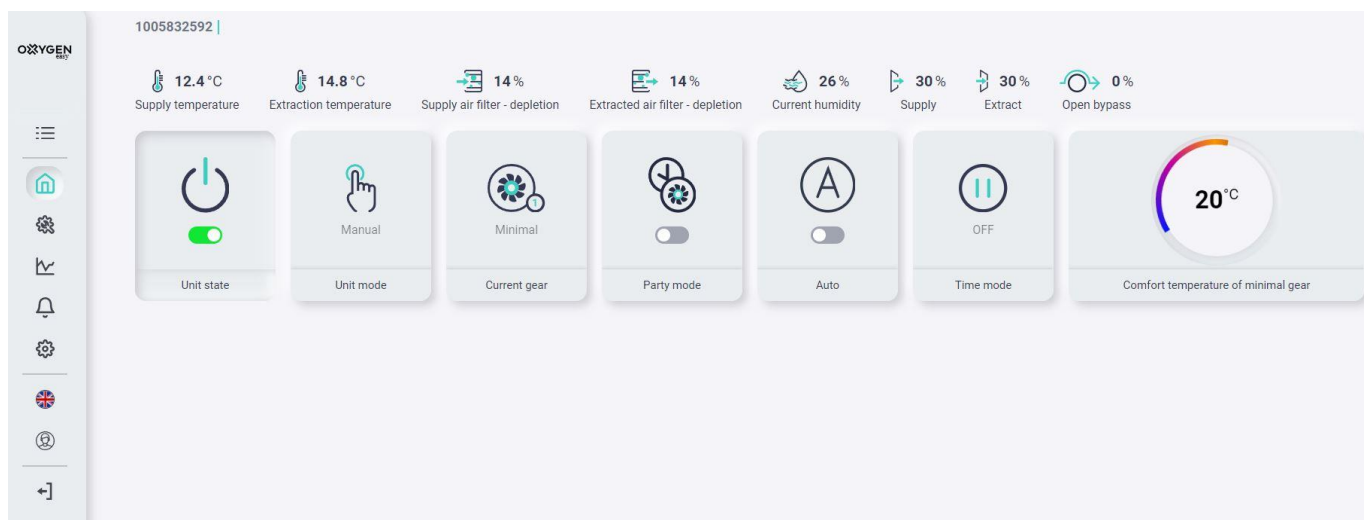 1005832592 |
OXYGEN
easy
12.4°C
Supply temperature
14.8°C
Extraction temperature
14%
Supply air filter - depletion
14%
Extracted air filter - depletion
26%
Current humidity
30%
Supply
30%
Extract
0%
Open bypass
Unit state
Manual
Unit mode
1
Minimal
Current gear
Party mode
A
Auto
OFF
Time mode
20°C
Comfort temperature of minimal gear